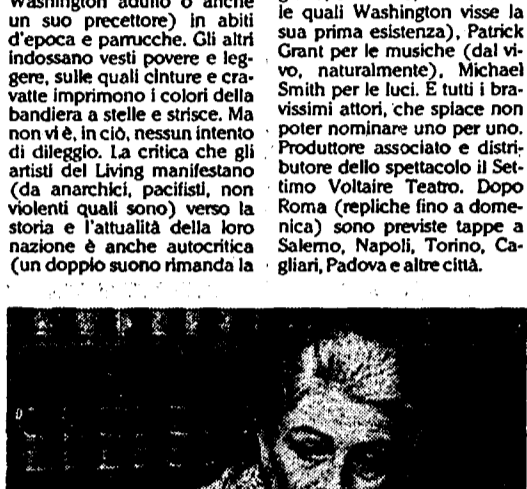 Washington adulto o anche
un suo precettore) in abiti
d'epoca e parrucche. Gli altri
indossano vesti povere e leg-
gere, sulle quali cinture e cra-
vatte imprimono i colori della
bandiera a stelle e strisce. Ma
non vi è, in ciò, nessun intento
di dileggio. La critica che gli
artisti del Living manifestano
(da anarchici, pacifisti, non
violenti quali sono) verso la
storia e l'attualità della loro
nazione è anche autocritica
(un doppio suono rimanda la
le quali Washington visse la
sua prima esistenza), Patrick
Grant per le musiche (dal vi-
vo, naturalmente), Michael
Smith per le luci. E tutti i bra-
vissimi attori, che spiace non
poter nominare uno per uno.
Produttore associato e distri-
butore dello spettacolo il Set-
timo Voltaire Teatro. Dopo
Roma (repliche fino a dome-
nica) sono previste tappe a
Salerno, Napoli, Torino, Ca-
gliari, Padova e altre città.